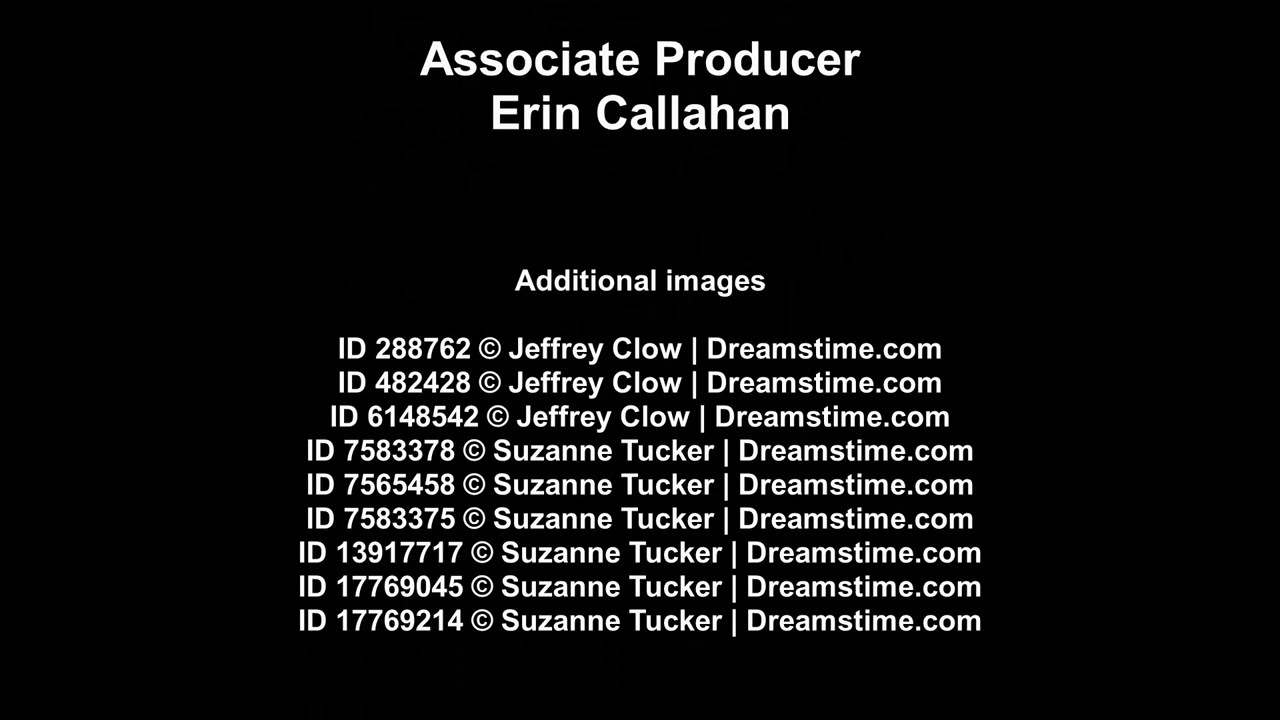 Associate Producer
Erin Callahan
Additional images
ID 288762 © Jeffrey Clow | Dreamstime.com
ID 482428 © Jeffrey Clow | Dreamstime.com
ID 6148542 © Jeffrey Clow | Dreamstime.com
ID 7583378 © Suzanne Tucker | Dreamstime.com
ID 7565458 © Suzanne Tucker | Dreamstime.com
ID 7583375 © Suzanne Tucker | Dreamstime.com
ID 13917717 © Suzanne Tucker | Dreamstime.com
ID 17769045 © Suzanne Tucker | Dreamstime.com
ID 17769214 © Suzanne Tucker | Dreamstime.com